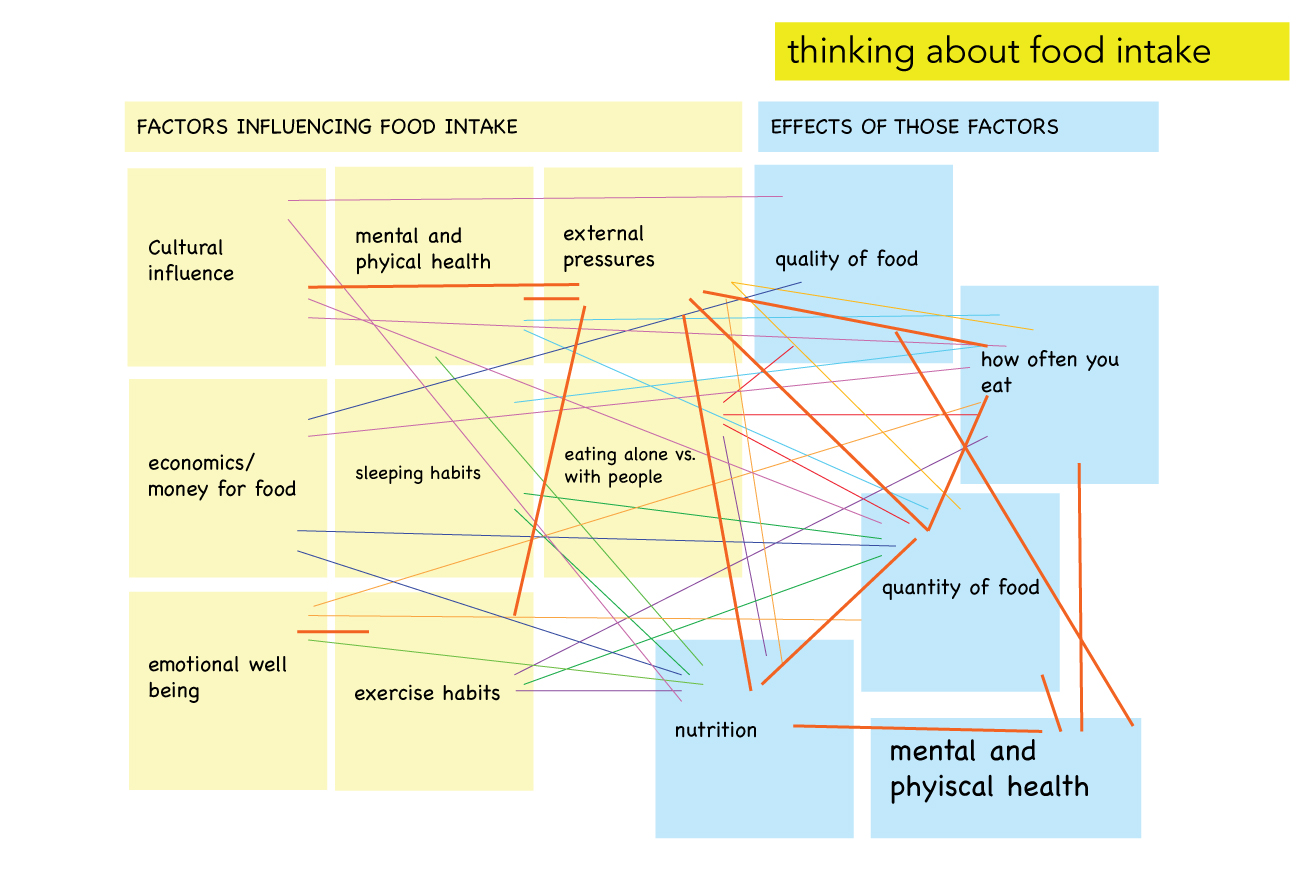 thinking about food intake
FACTORS INFLUENCING FOOD INTAKE
EFFECTS OF THOSE FACTORS
Cultural
influence
mental and
phyical health
external
pressures
quality of food
how often you
eat
economics/
money for food
sleeping habits
eating alone vs.
with people
quantity of food
emotional well
being
exercise habits
nutrition
mental and
phyiscal health